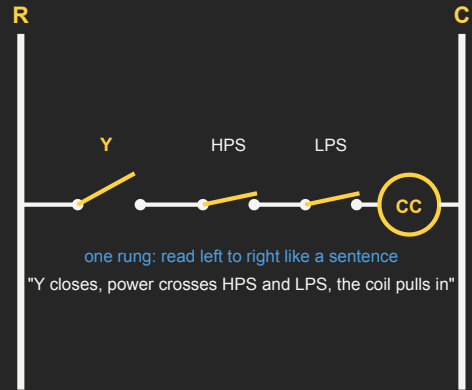 R C
Y HPS LPS
CC
one rung: read left to right like a sentence
"Y closes, power crosses HPS and LPS, the coil pulls in"